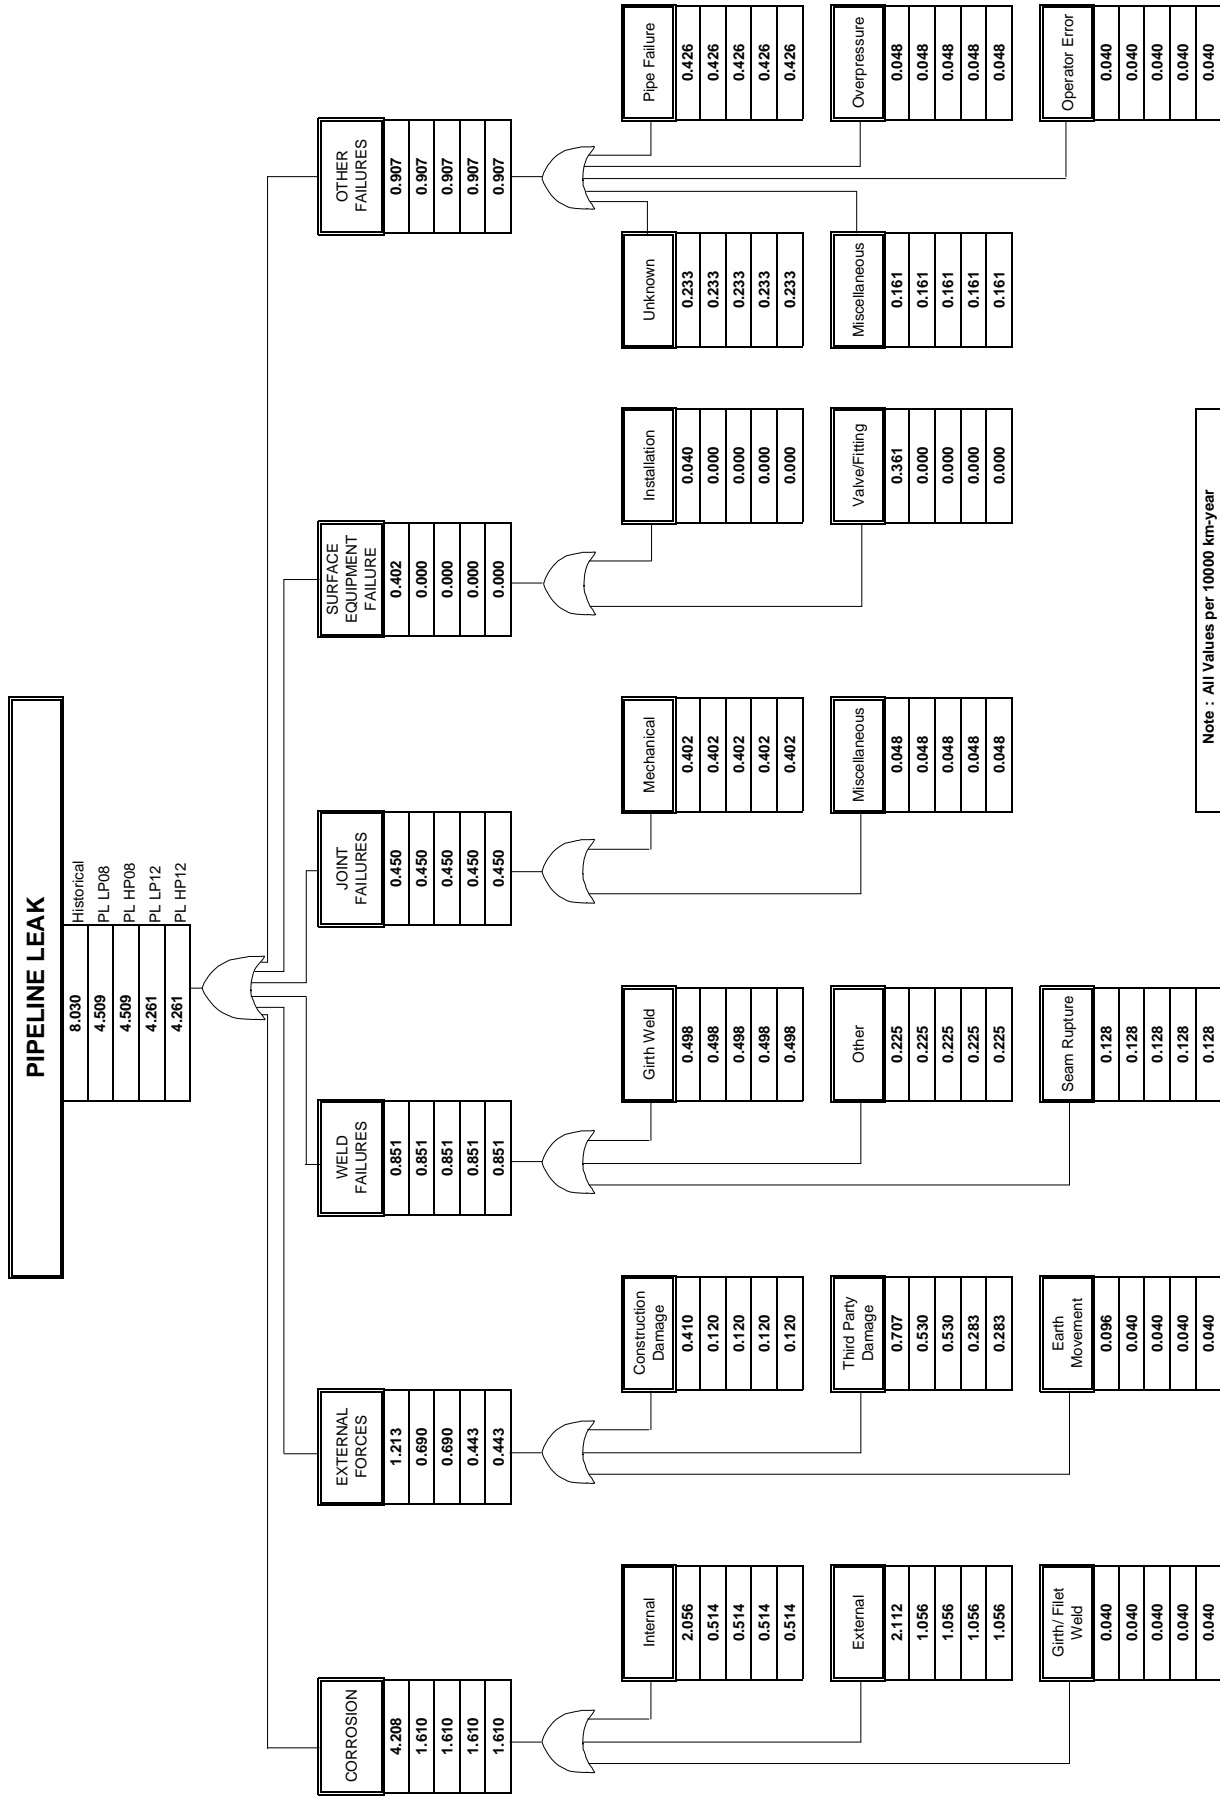 PIPELINE LEAK
8.030 Historical
4.509 PL LP08
4.509 PL HP08
4.261 PL LP12
4.261 PL HP12
CORROSION
4.208
1.610
1.610
1.610
1.610
EXTERNAL
FORCES
1.213
0.690
0.690
0.443
0.443
WELD
FAILURES
0.851
0.851
0.851
0.851
0.851
JOINT
FAILURES
0.450
0.450
0.450
0.450
0.450
SURFACE
EQUIPMENT
FAILURE
0.402
0.000
0.000
0.000
0.000
OTHER
FAILURES
0.907
0.907
0.907
0.907
0.907
Internal
2.056
0.514
0.514
0.514
0.514
Construction
Damage
0.410
0.120
0.120
0.120
0.120
Girth Weld
0.498
0.498
0.498
0.498
0.498
Mechanical
0.402
0.402
0.402
0.402
0.402
Installation
0.040
0.000
0.000
0.000
0.000
Unknown
0.233
0.233
0.233
0.233
0.233
Pipe Failure
0.426
0.426
0.426
0.426
0.426
External
2.112
1.056
1.056
1.056
1.056
Third Party
Damage
0.707
0.530
0.530
0.283
0.283
Other
0.225
0.225
0.225
0.225
0.225
Miscellaneous
0.048
0.048
0.048
0.048
0.048
Valve/Fitting
0.361
0.000
0.000
0.000
0.000
Miscellaneous
0.161
0.161
0.161
0.161
0.161
Overpressure
0.048
0.048
0.048
0.048
0.048
Girth/ Filet
Weld
0.040
0.040
0.040
0.040
0.040
Earth
Movement
0.096
0.040
0.040
0.040
0.040
Seam Rupture
0.128
0.128
0.128
0.128
0.128
Operator Error
0.040
0.040
0.040
0.040
0.040
Note : All Values per 10000 km-year